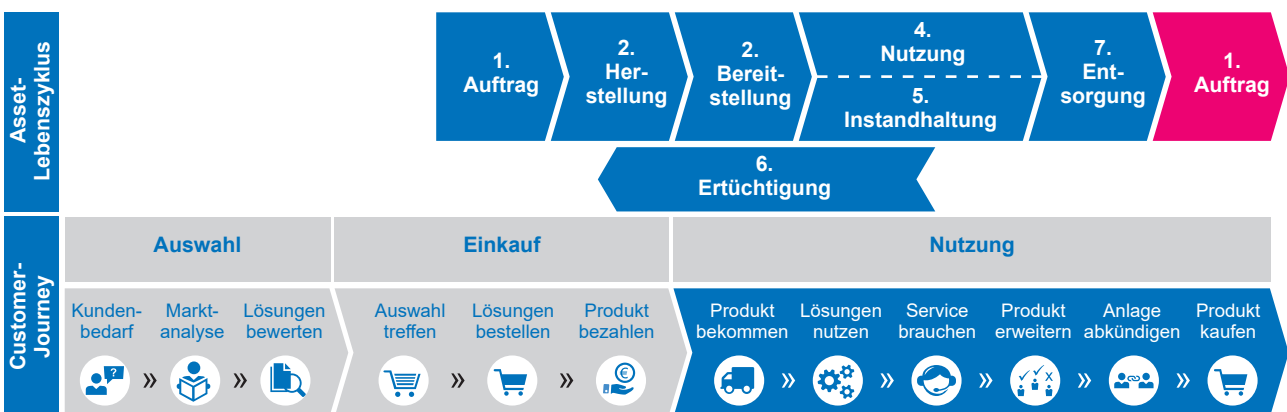 Asset-
Lebenszyklus
1.
Auftrag
2.
Her-
stellung
2.
Bereit-
stellung
4.
Nutzung
5.
Instandhaltung
7.
Ent-
sorgung
1.
Auftrag
6.
Ertüchtigung
Customer-
Journey
Auswahl
Einkauf
Nutzung
Kunden-
bedarf
Markt-
analyse
Lösungen
bewerten
Auswahl
treffen
Lösungen
bestellen
Produkt
bezahlen
Produkt
bekommen
Lösungen
nutzen
Service
brauchen
Produkt
erweitern
Anlage
abkündigen
Produkt
kaufen